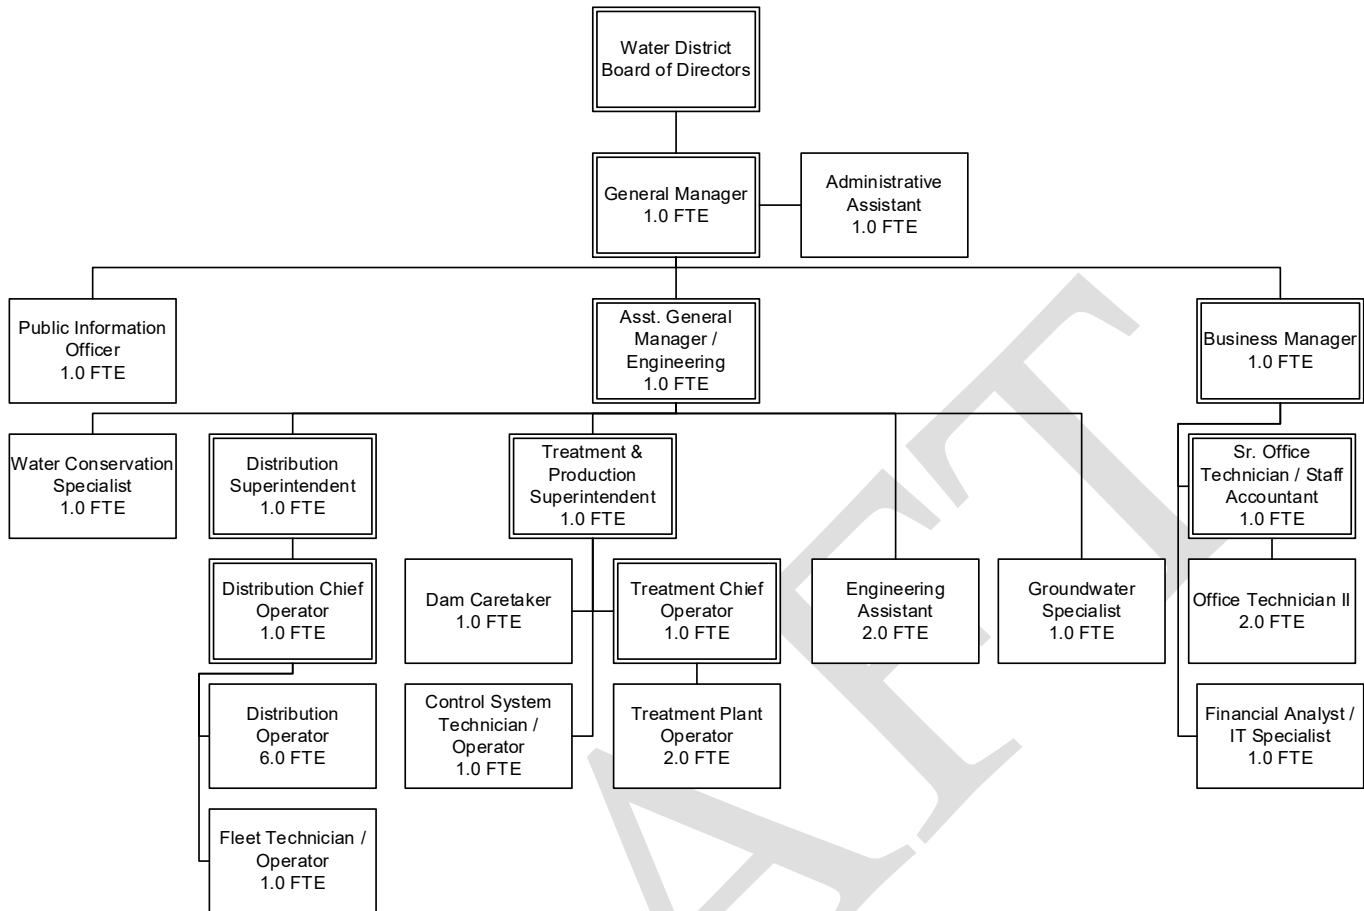 Water District
Board of Directors
General Manager
1.0 FTE
Administrative
Assistant
1.0 FTE
Public Information
Officer
1.0 FTE
Asst. General
Manager /
Engineering
1.0 FTE
Business Manager
1.0 FTE
Water Conservation
Specialist
1.0 FTE
Distribution
Superintendent
1.0 FTE
Treatment &
Production
Superintendent
1.0 FTE
Sr. Office
Technician / Staff
Accountant
1.0 FTE
Distribution Chief
Operator
1.0 FTE
Dam Caretaker
1.0 FTE
Treatment Chief
Operator
1.0 FTE
Engineering
Assistant
2.0 FTE
Groundwater
Specialist
1.0 FTE
Office Technician II
2.0 FTE
Distribution
Operator
6.0 FTE
Control System
Technician /
Operator
1.0 FTE
Treatment Plant
Operator
2.0 FTE
Financial Analyst /
IT Specialist
1.0 FTE
Fleet Technician /
Operator
1.0 FTE
AFT